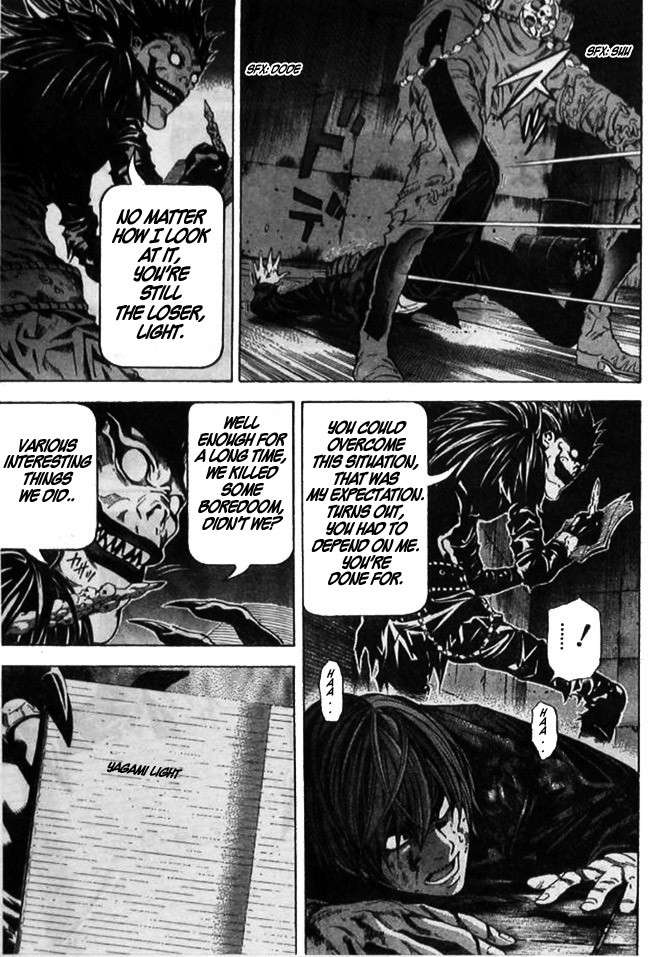 SFX: SUU
SFX: DODE
NO MATTER
HOW I LOOK
AT IT,
YOU'RE
STILL
THE LOSER,
LIGHT.
YOU COULD
OVERCOME
THIS SITUATION,
THAT WAS
MY EXPECTATION.
TURNS OUT,
YOU HAD TO
DEPEND ON ME.
YOU'RE
DONE FOR.
......!
HAA..
HAA..
WELL
ENOUGH FOR
A LONG TIME,
WE KILLED
SOME
BOREDOOM,
DIDN'T WE?
VARIOUS
INTERESTING
THINGS
WE DID..
YAGAMI LIGHT